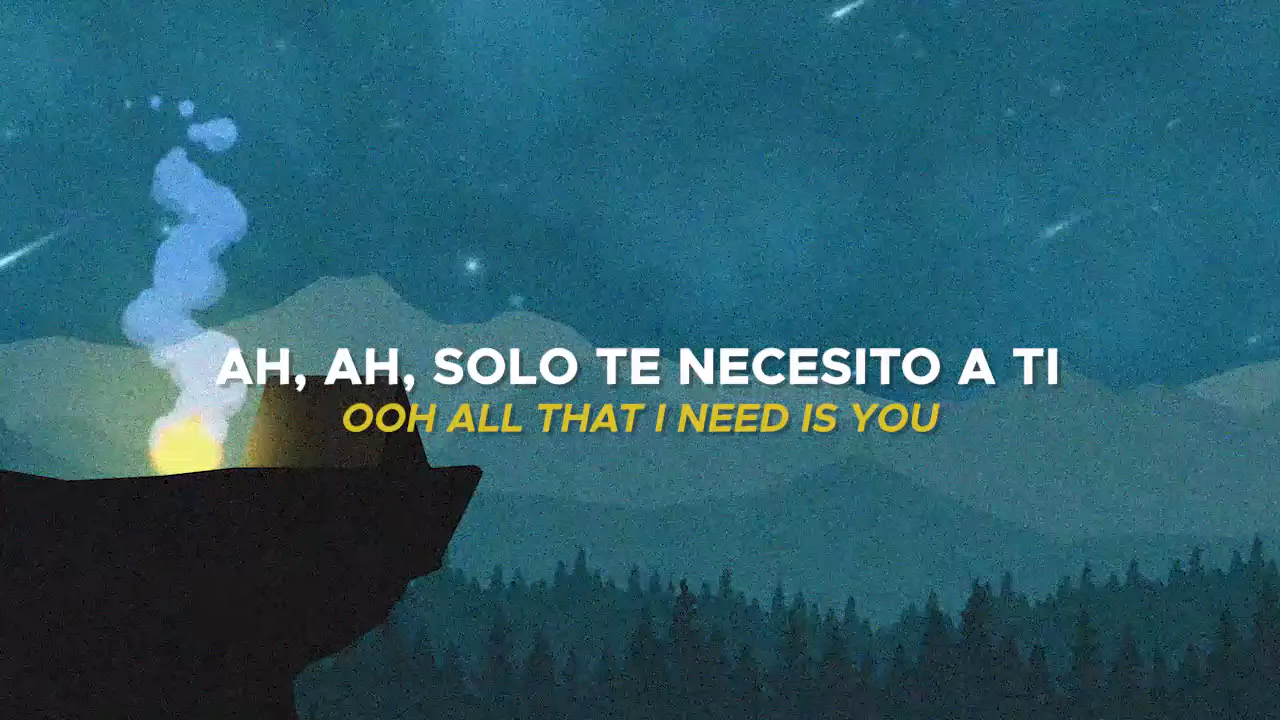 AH, AH, SOLO TE NECESITO A TI
OOH ALL THAT I NEED IS YOU